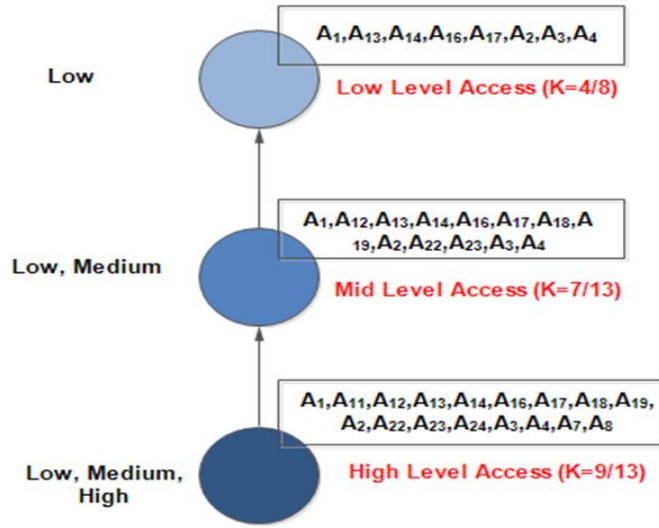 A₁,A₁₃,A₁₄,A₁₆,A₁₇,A₂,A₃,A₄
Low
Low Level Access (K=4/8)
A₁,A₁₂,A₁₃,A₁₄,A₁₆,A₁₇,A₁₈,A
₁₉,A₂,A₂₂,A₂₃,A₃,A₄
Low, Medium
Mid Level Access (K=7/13)
A₁,A₁₁,A₁₂,A₁₃,A₁₄,A₁₆,A₁₇,A₁₈,A₁₉,
A₂,A₂₂,A₂₃,A₂₄,A₃,A₄,A₇,A₈
Low, Medium,
High
High Level Access (K=9/13)